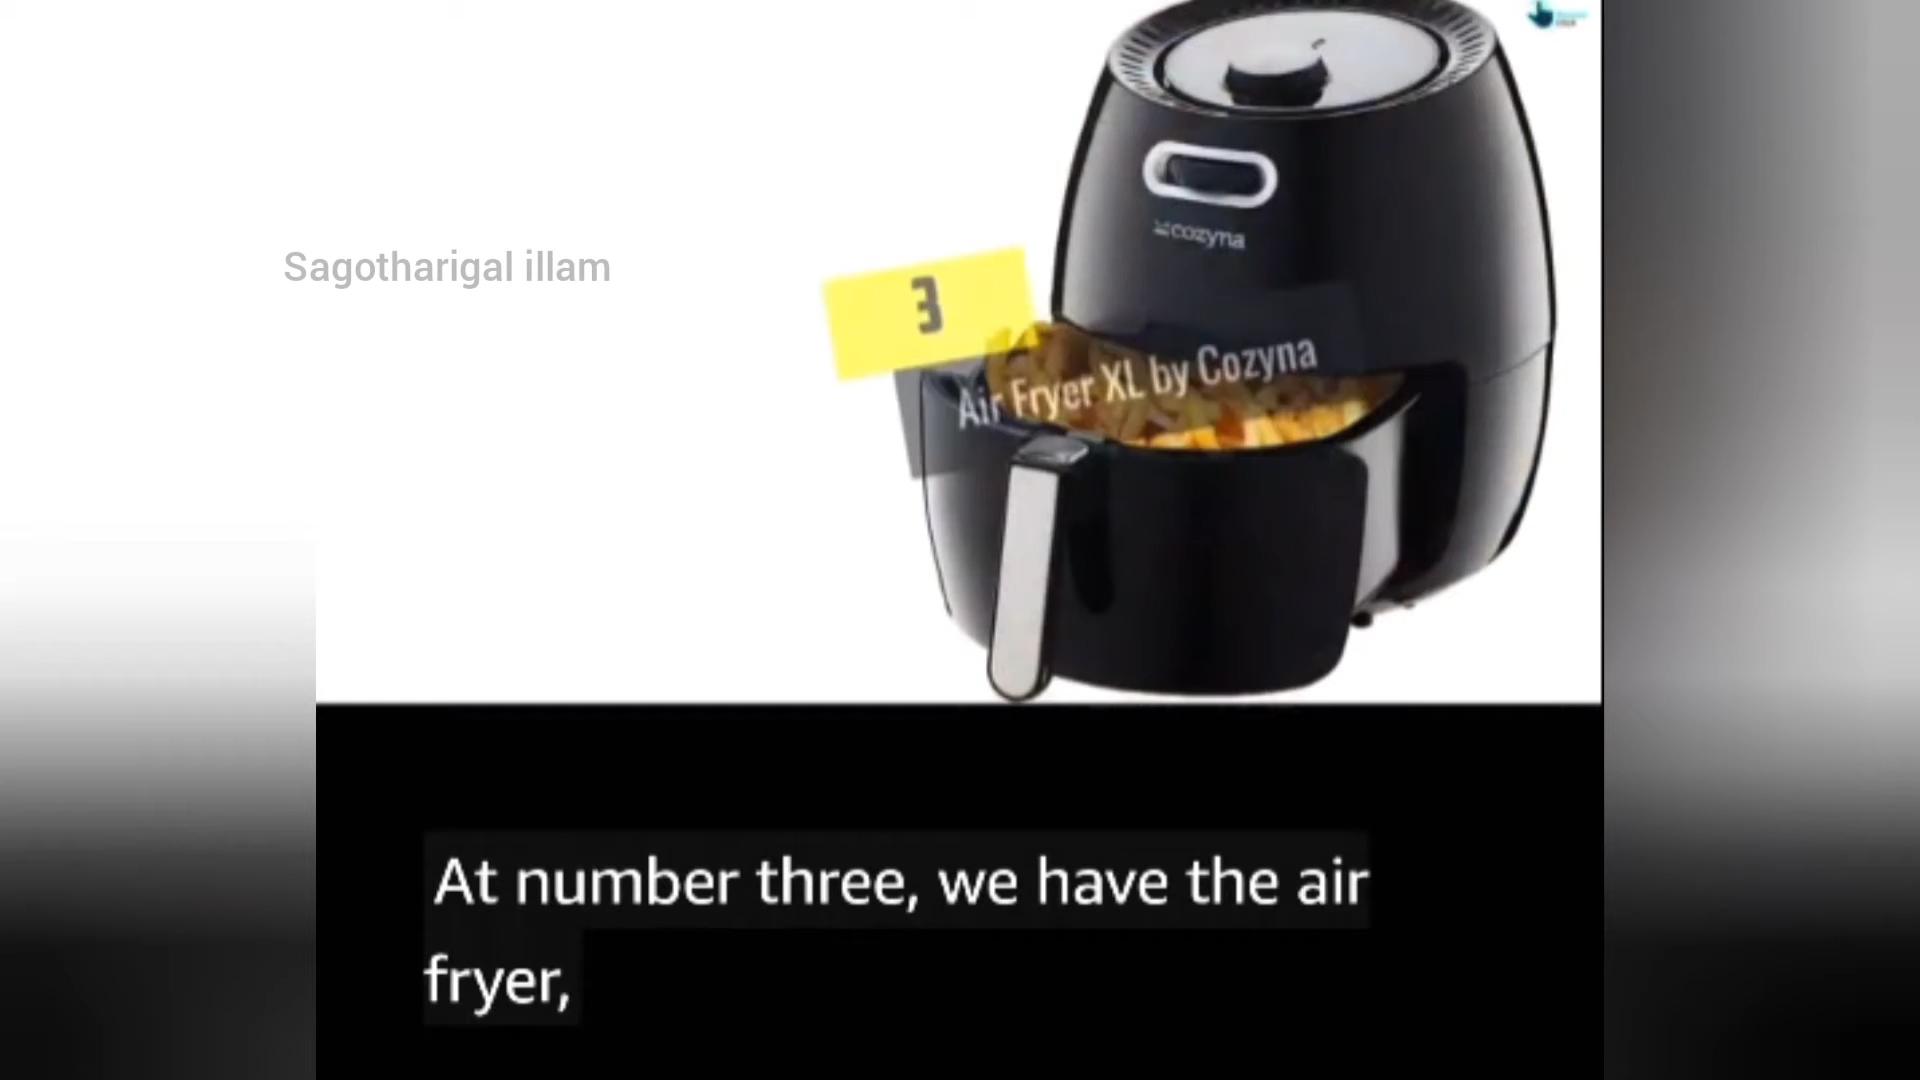 Sagotharigal illam
cozyna
3
Air Fryer XL by Cozyna
At number three, we have the air
fryer,